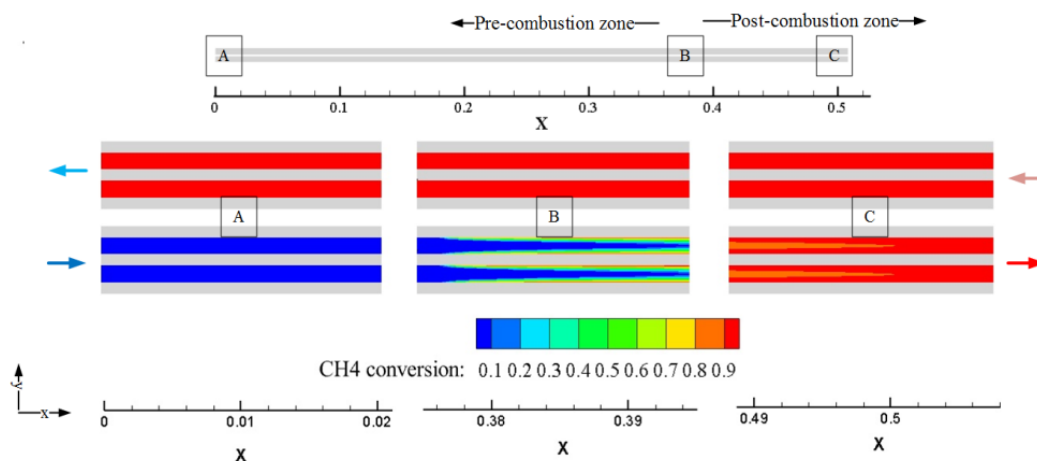 Pre-combustion zone Post-combustion zone
A B C
0 0.1 0.2 0.3 0.4 0.5
X
A B C
CH4 conversion: 0.1 0.2 0.3 0.4 0.5 0.6 0.7 0.8 0.9
y
x
0 0.01 0.02 0.38 0.39 0.49 0.5
X X X